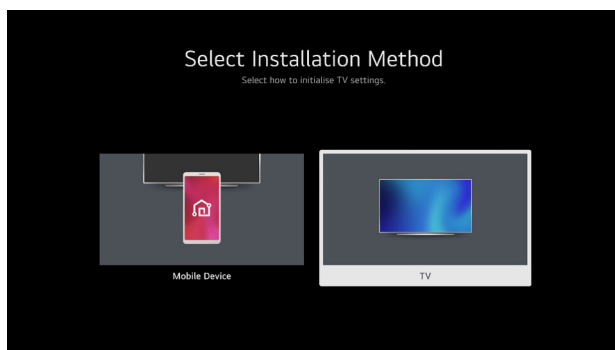 Select Installation Method
Select how to initialise TV settings.
Mobile Device
TV